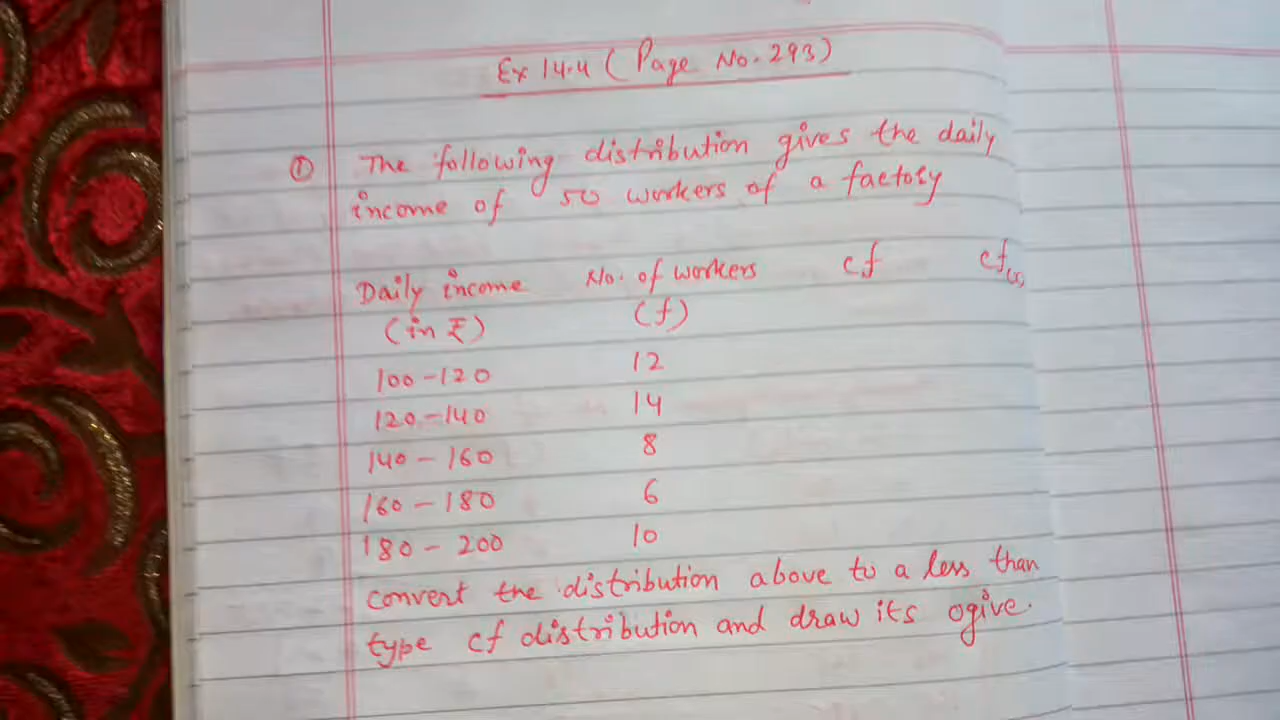 Ex 14.4 ( Page No. 293)
① The following distribution gives the daily
income of 50 workers of a factory
Daily income No. of workers cf cf
(in ₹) (f)
100-120 12
120-140 14
140-160 8
160-180 6
180-200 10
convert the distribution above to a less than
type cf distribution and draw its ogive.